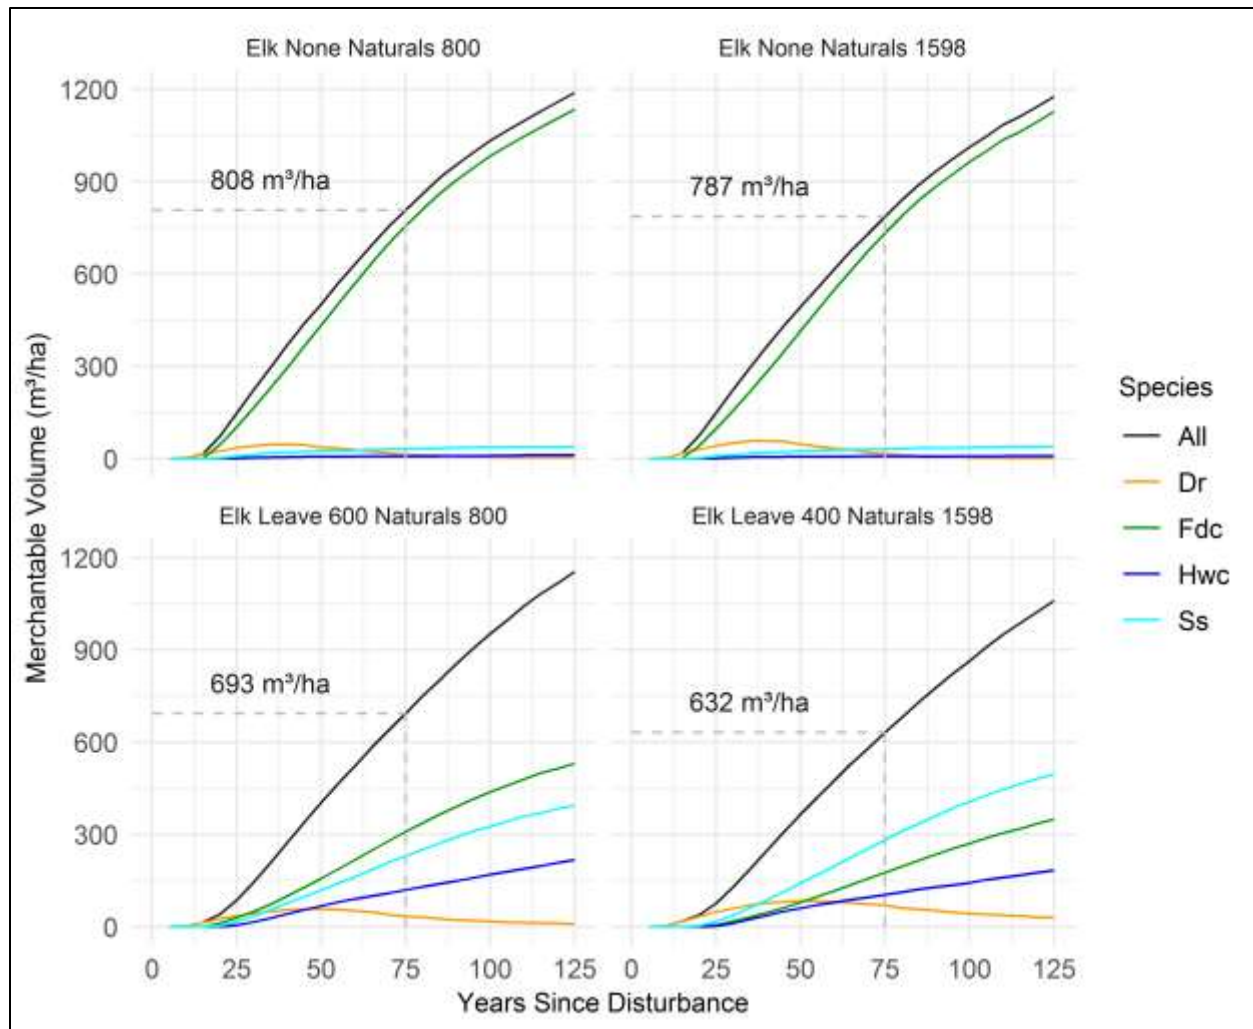 Elk None Naturals 800
Elk None Naturals 1598
1200
900
600
300
0
808 m³/ha
787 m³/ha
Elk Leave 600 Naturals 800
Elk Leave 400 Naturals 1598
1200
900
600
300
0
693 m³/ha
632 m³/ha
0 25 50 75 100 125
0 25 50 75 100 125
Years Since Disturbance
Merchantable Volume (m³/ha)
Species
All
Dr
Fdc
Hwc
Ss